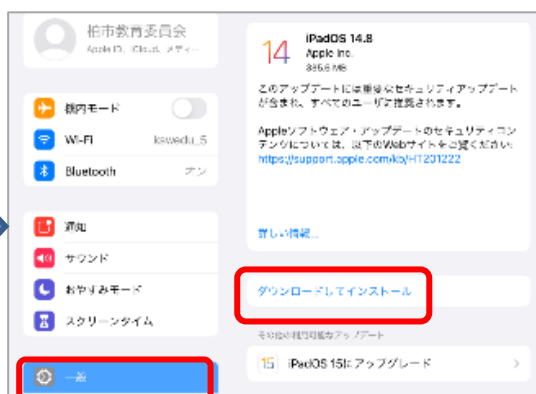 柏市教育委員会
Apple ID、iCloud、メディ…
機内モード
Wi-Fi
kswedu_5
Bluetooth
オン
通知
サウンド
おやすみモード
スクリーンタイム
一般
14
iPadOS 14.8
Apple Inc.
このアップデートには重要なセキュリティアップデート
が含まれ、すべてのユーザに推奨されます。
Appleソフトウェア・アップデートのセキュリティコン
テンツについては、以下のWebサイトをご覧ください:
https://support.apple.com/kb/HT201222
詳しい情報...
ダウンロードしてインストール
その他の利用可能なアップデート
15 iPadOS 15にアップグレード